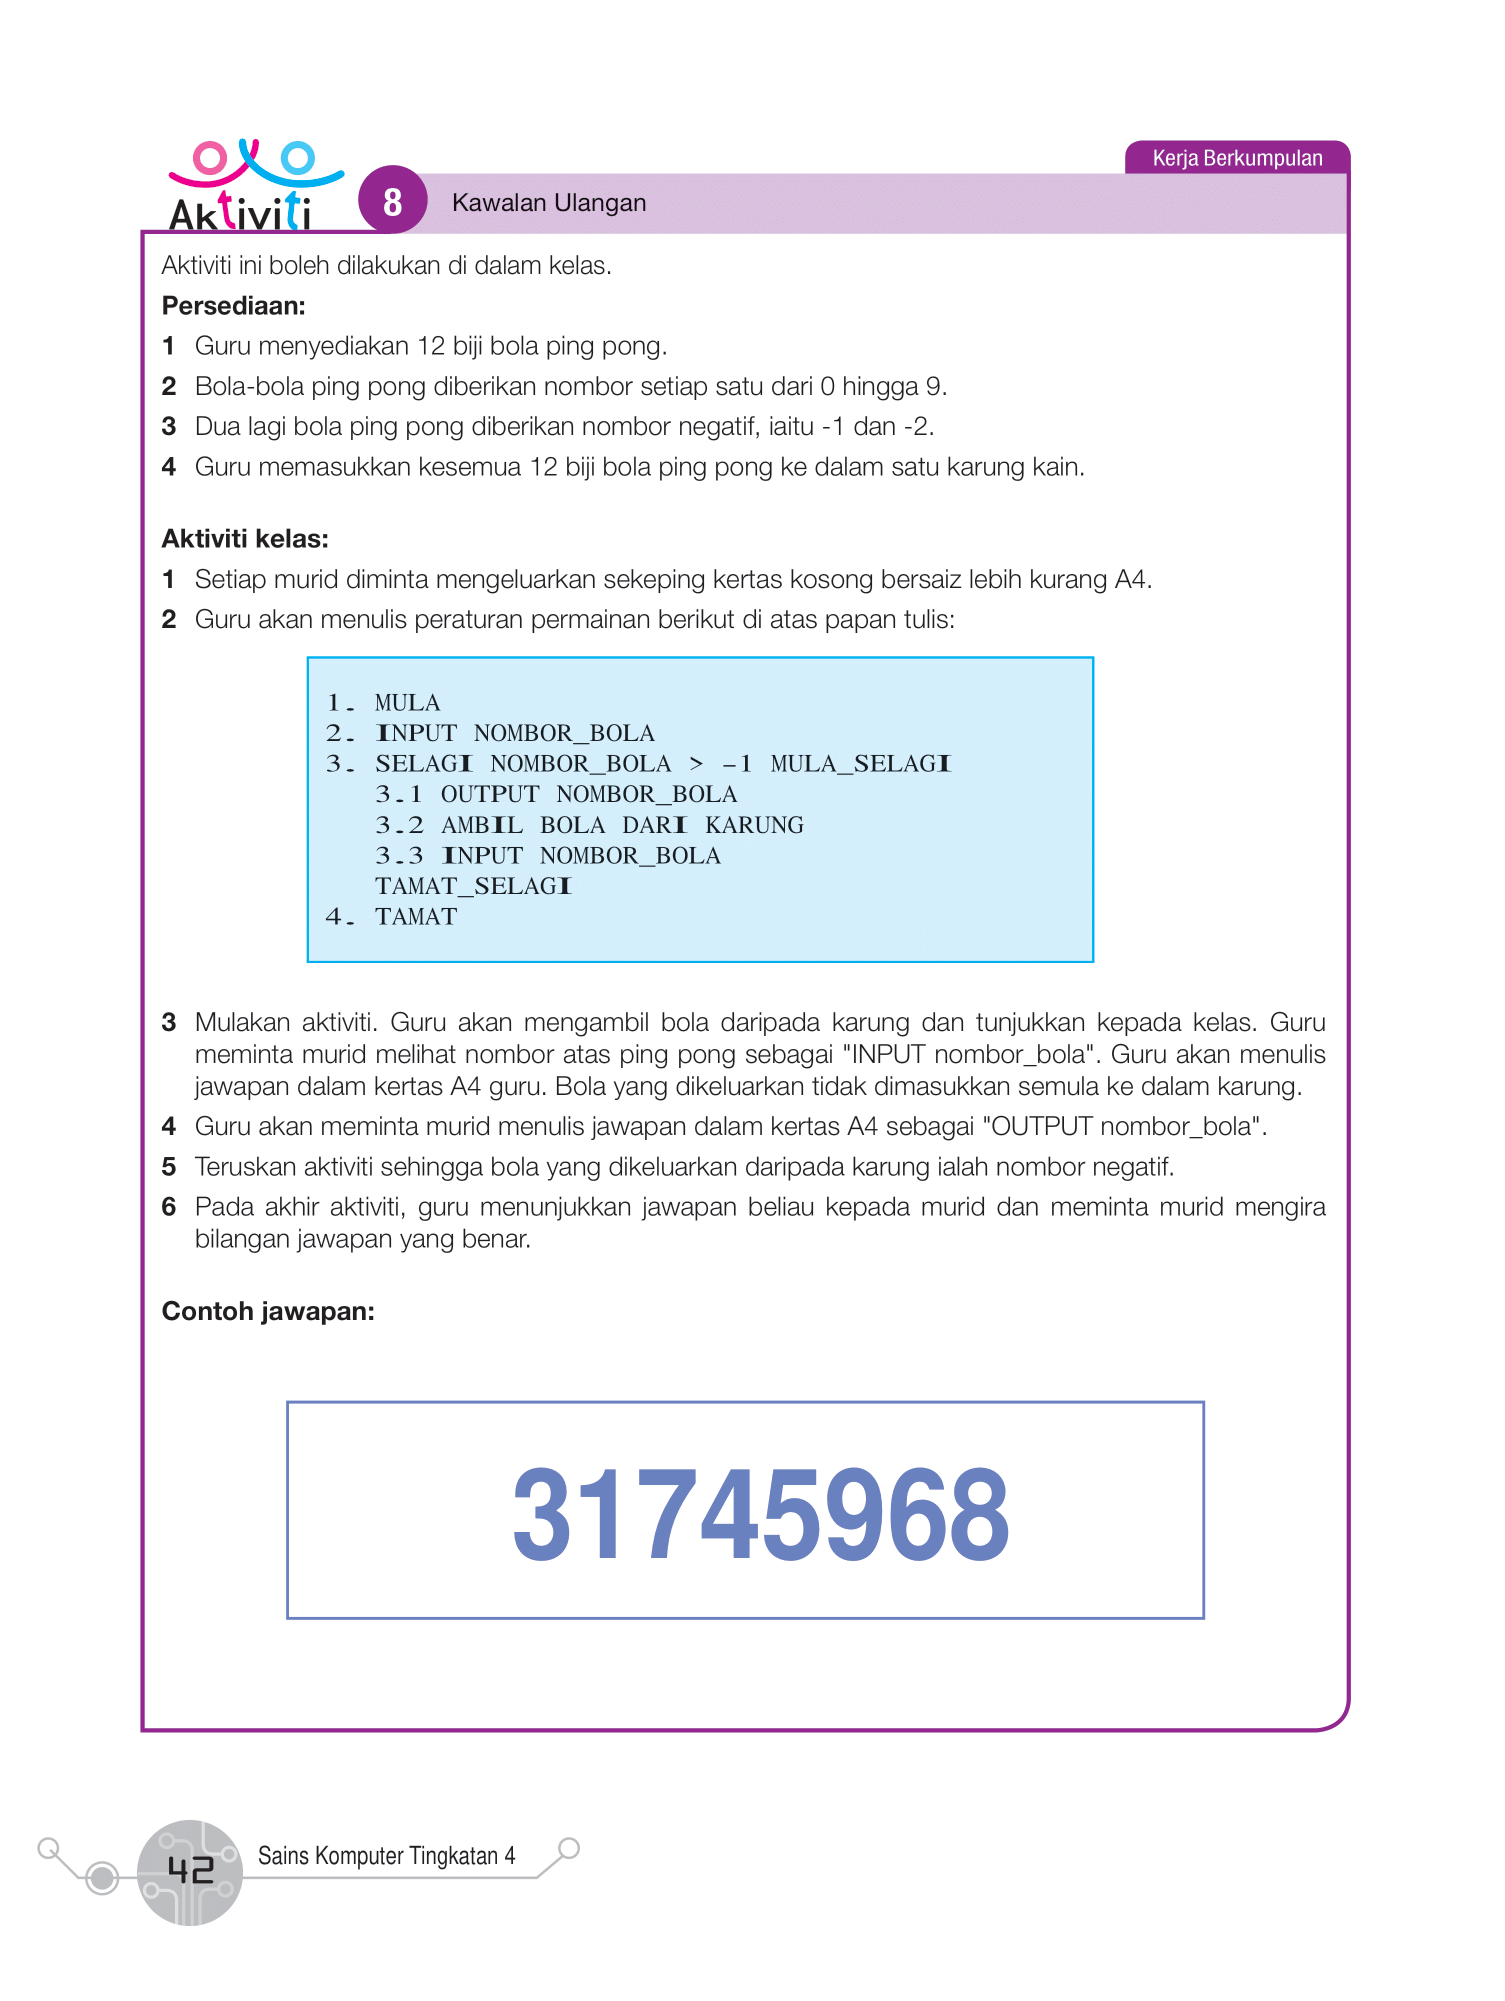 Kerja Berkumpulan
Aktiviti 8 Kawalan Ulangan
Aktiviti ini boleh dilakukan di dalam kelas.
Persediaan:
1 Guru menyediakan 12 biji bola ping pong.
2 Bola-bola ping pong diberikan nombor setiap satu dari 0 hingga 9.
3 Dua lagi bola ping pong diberikan nombor negatif, iaitu -1 dan -2.
4 Guru memasukkan kesemua 12 biji bola ping pong ke dalam satu karung kain.
Aktiviti kelas:
1 Setiap murid diminta mengeluarkan sekeping kertas kosong bersaiz lebih kurang A4.
2 Guru akan menulis peraturan permainan berikut di atas papan tulis:
1. MULA
2. INPUT NOMBOR_BOLA
3. SELAGI NOMBOR_BOLA > –1 MULA_SELAGI
3.1 OUTPUT NOMBOR_BOLA
3.2 AMBIL BOLA DARI KARUNG
3.3 INPUT NOMBOR_BOLA
TAMAT_SELAGI
4. TAMAT
3 Mulakan aktiviti. Guru akan mengambil bola daripada karung dan tunjukkan kepada kelas. Guru
meminta murid melihat nombor atas ping pong sebagai "INPUT nombor_bola". Guru akan menulis
jawapan dalam kertas A4 guru. Bola yang dikeluarkan tidak dimasukkan semula ke dalam karung.
4 Guru akan meminta murid menulis jawapan dalam kertas A4 sebagai "OUTPUT nombor_bola".
5 Teruskan aktiviti sehingga bola yang dikeluarkan daripada karung ialah nombor negatif.
6 Pada akhir aktiviti, guru menunjukkan jawapan beliau kepada murid dan meminta murid mengira
bilangan jawapan yang benar.
Contoh jawapan:
31745968
42 Sains Komputer Tingkatan 4